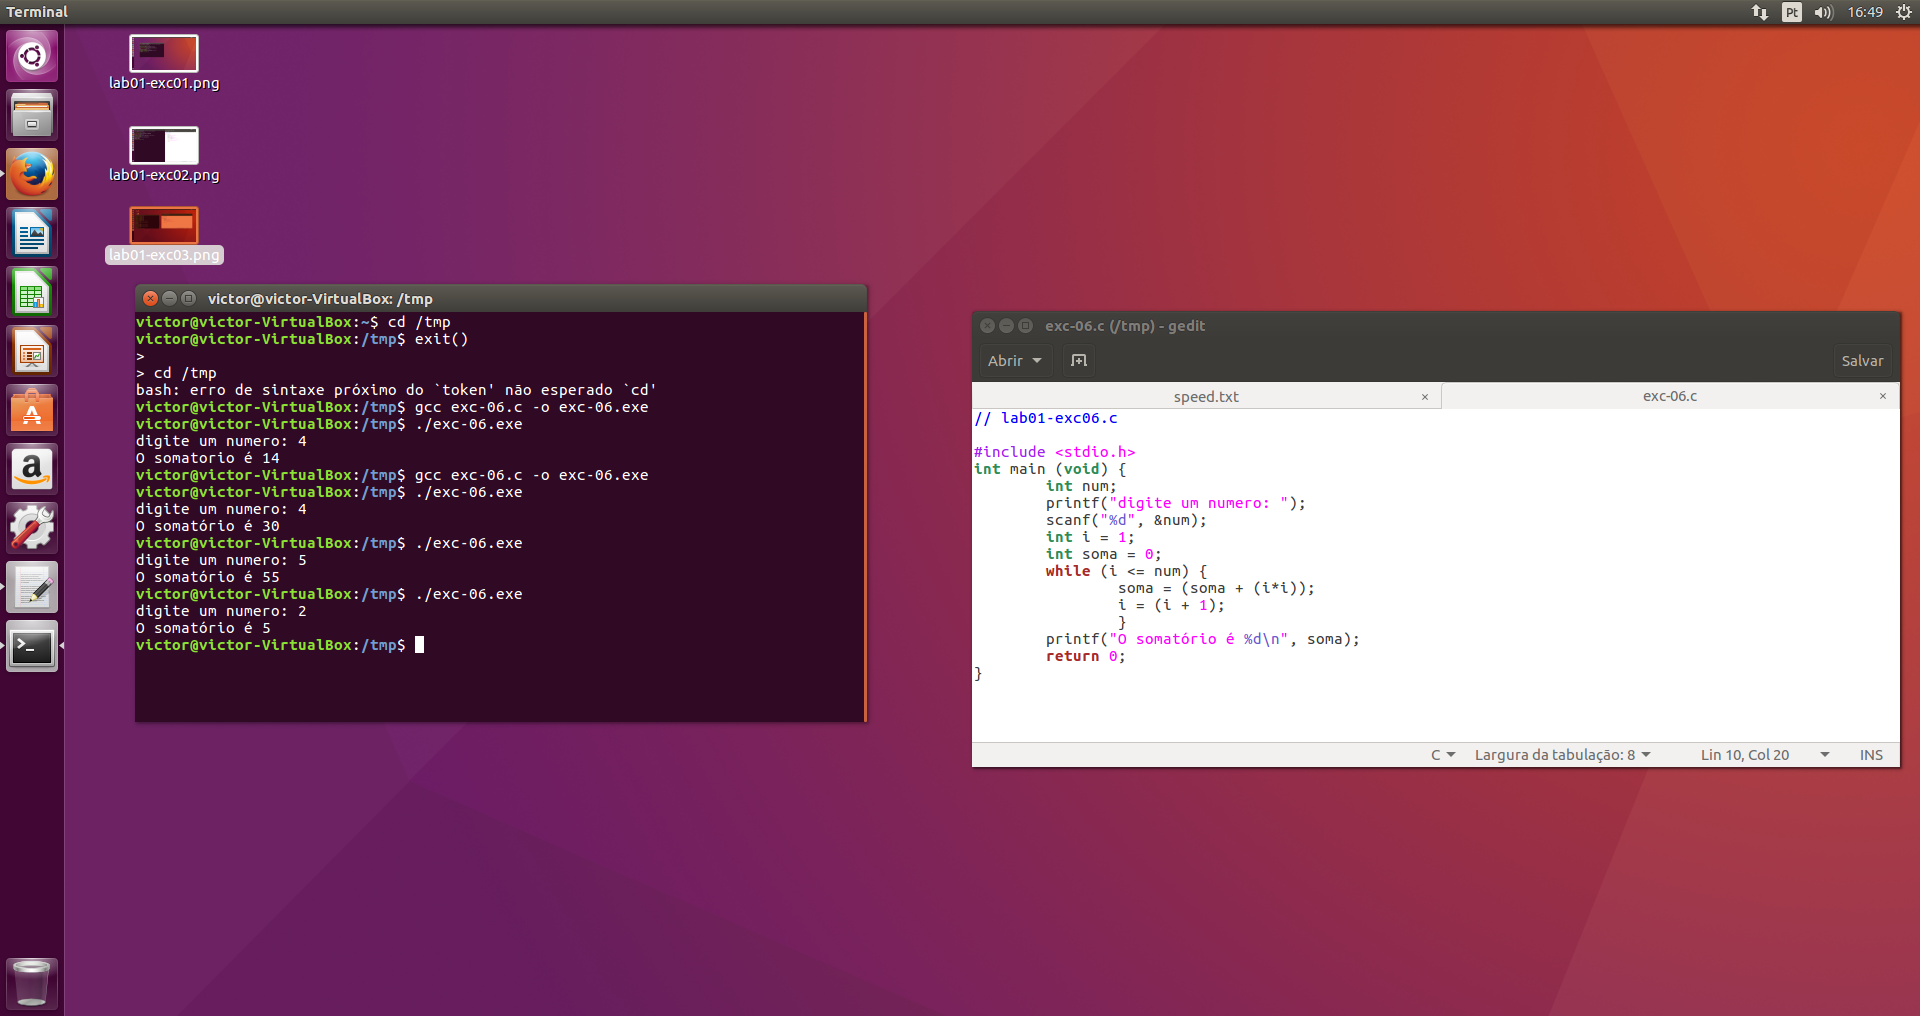 Terminal
Pt
16:49
lab01-exc01.png
lab01-exc02.png
lab01-exc03.png
victor@victor-VirtualBox: /tmp
victor@victor-VirtualBox:~$ cd /tmp
victor@victor-VirtualBox:/tmp$ exit()
>
> cd /tmp
bash: erro de sintaxe próximo do `token' não esperado `cd'
victor@victor-VirtualBox:/tmp$ gcc exc-06.c -o exc-06.exe
victor@victor-VirtualBox:/tmp$ ./exc-06.exe
digite um numero: 4
O somatorio é 14
victor@victor-VirtualBox:/tmp$ gcc exc-06.c -o exc-06.exe
victor@victor-VirtualBox:/tmp$ ./exc-06.exe
digite um numero: 4
O somatório é 30
victor@victor-VirtualBox:/tmp$ ./exc-06.exe
digite um numero: 5
O somatório é 55
victor@victor-VirtualBox:/tmp$ ./exc-06.exe
digite um numero: 2
O somatório é 5
victor@victor-VirtualBox:/tmp$
exc-06.c (/tmp) - gedit
Abrir
Salvar
speed.txt
exc-06.c
// lab01-exc06.c
#include <stdio.h>
int main (void) {
int num;
printf("digite um numero: ");
scanf("%d", &num);
int i = 1;
int soma = 0;
while (i <= num) {
soma = (soma + (i*i));
i = (i + 1);
}
printf("O somatório é %d\n", soma);
return 0;
}
C
Largura da tabulação: 8
Lin 10, Col 20
INS